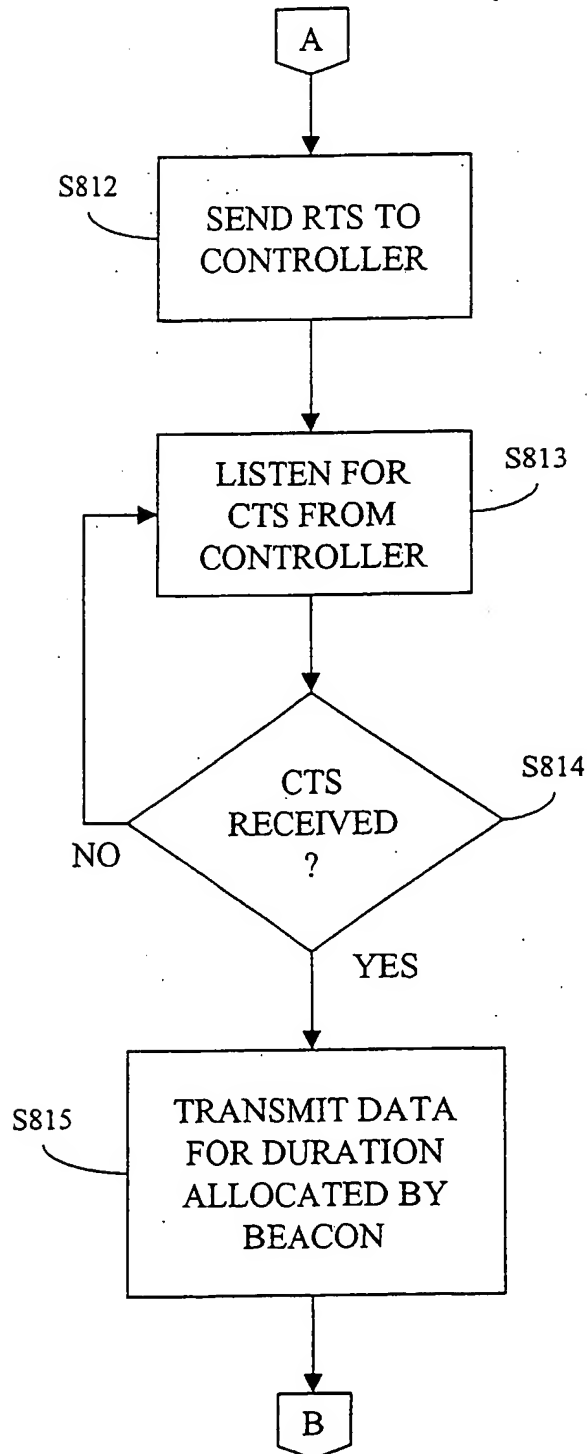 A
S812
SEND RTS TO
CONTROLLER
S813
LISTEN FOR
CTS FROM
CONTROLLER
S814
CTS
RECEIVED
?
NO
YES
S815
TRANSMIT DATA
FOR DURATION
ALLOCATED BY
BEACON
B